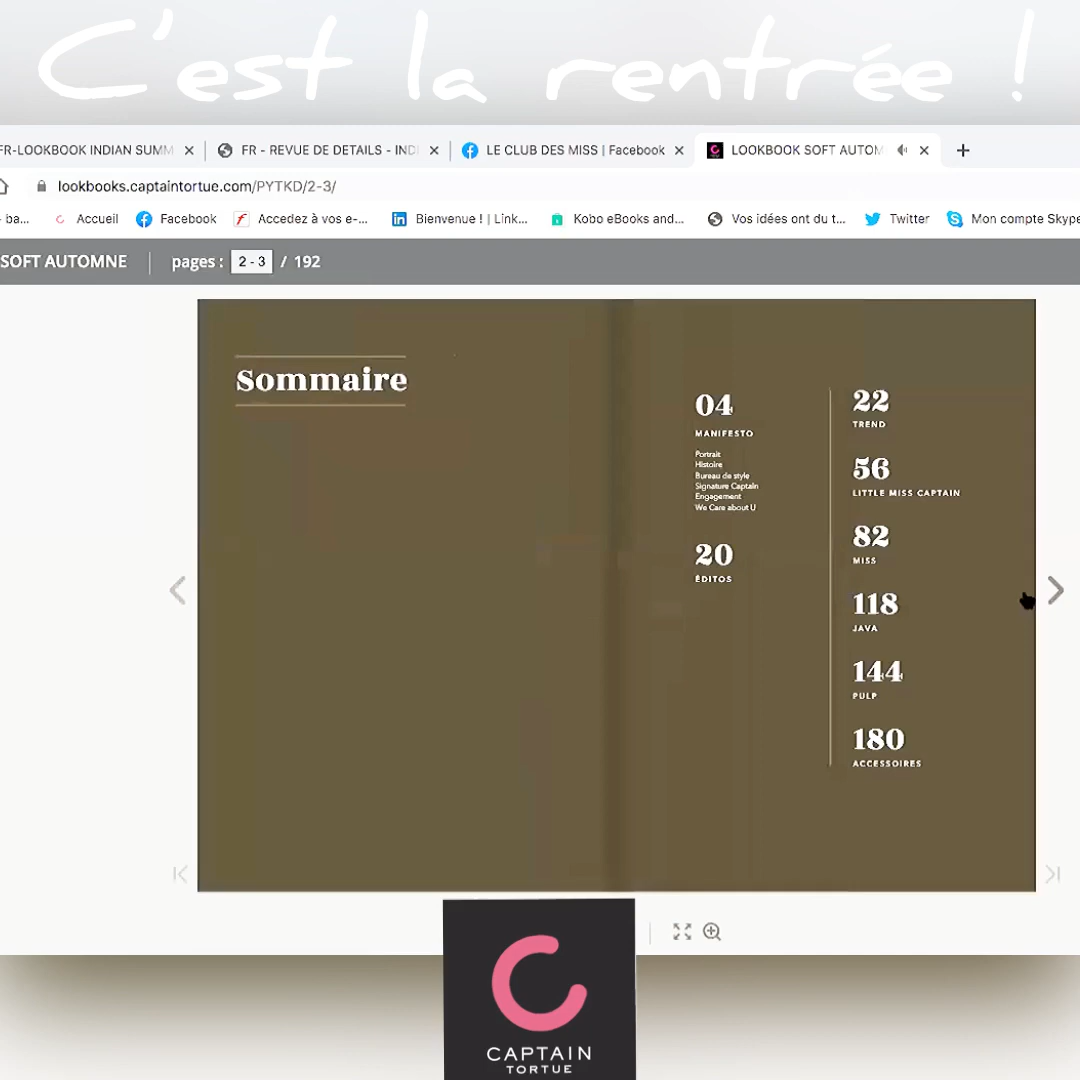 C'est la rentrée !
FR-LOOKBOOK INDIAN SUMM
FR - REVUE DE DETAILS - INDI
LE CLUB DES MISS | Facebook
LOOKBOOK SOFT AUTOM
lookbooks.captaintortue.com/PYTKD/2-3/
- ba...
Accueil
Facebook
Accedez à vos e-...
Bienvenue ! | Link...
Kobo eBooks and...
Vos idées ont du t...
Twitter
Mon compte Skype
SOFT AUTOMNE
pages : 2 - 3 / 192
Sommaire
04
MANIFESTO
Portrait
Histoire
Bureau de style
Signature Captain
Engagement
We Care about U
20
ÉDITOS
22
TREND
56
LITTLE MISS CAPTAIN
82
MISS
118
JAVA
144
PULP
180
ACCESSOIRES
CAPTAIN
TORTUE